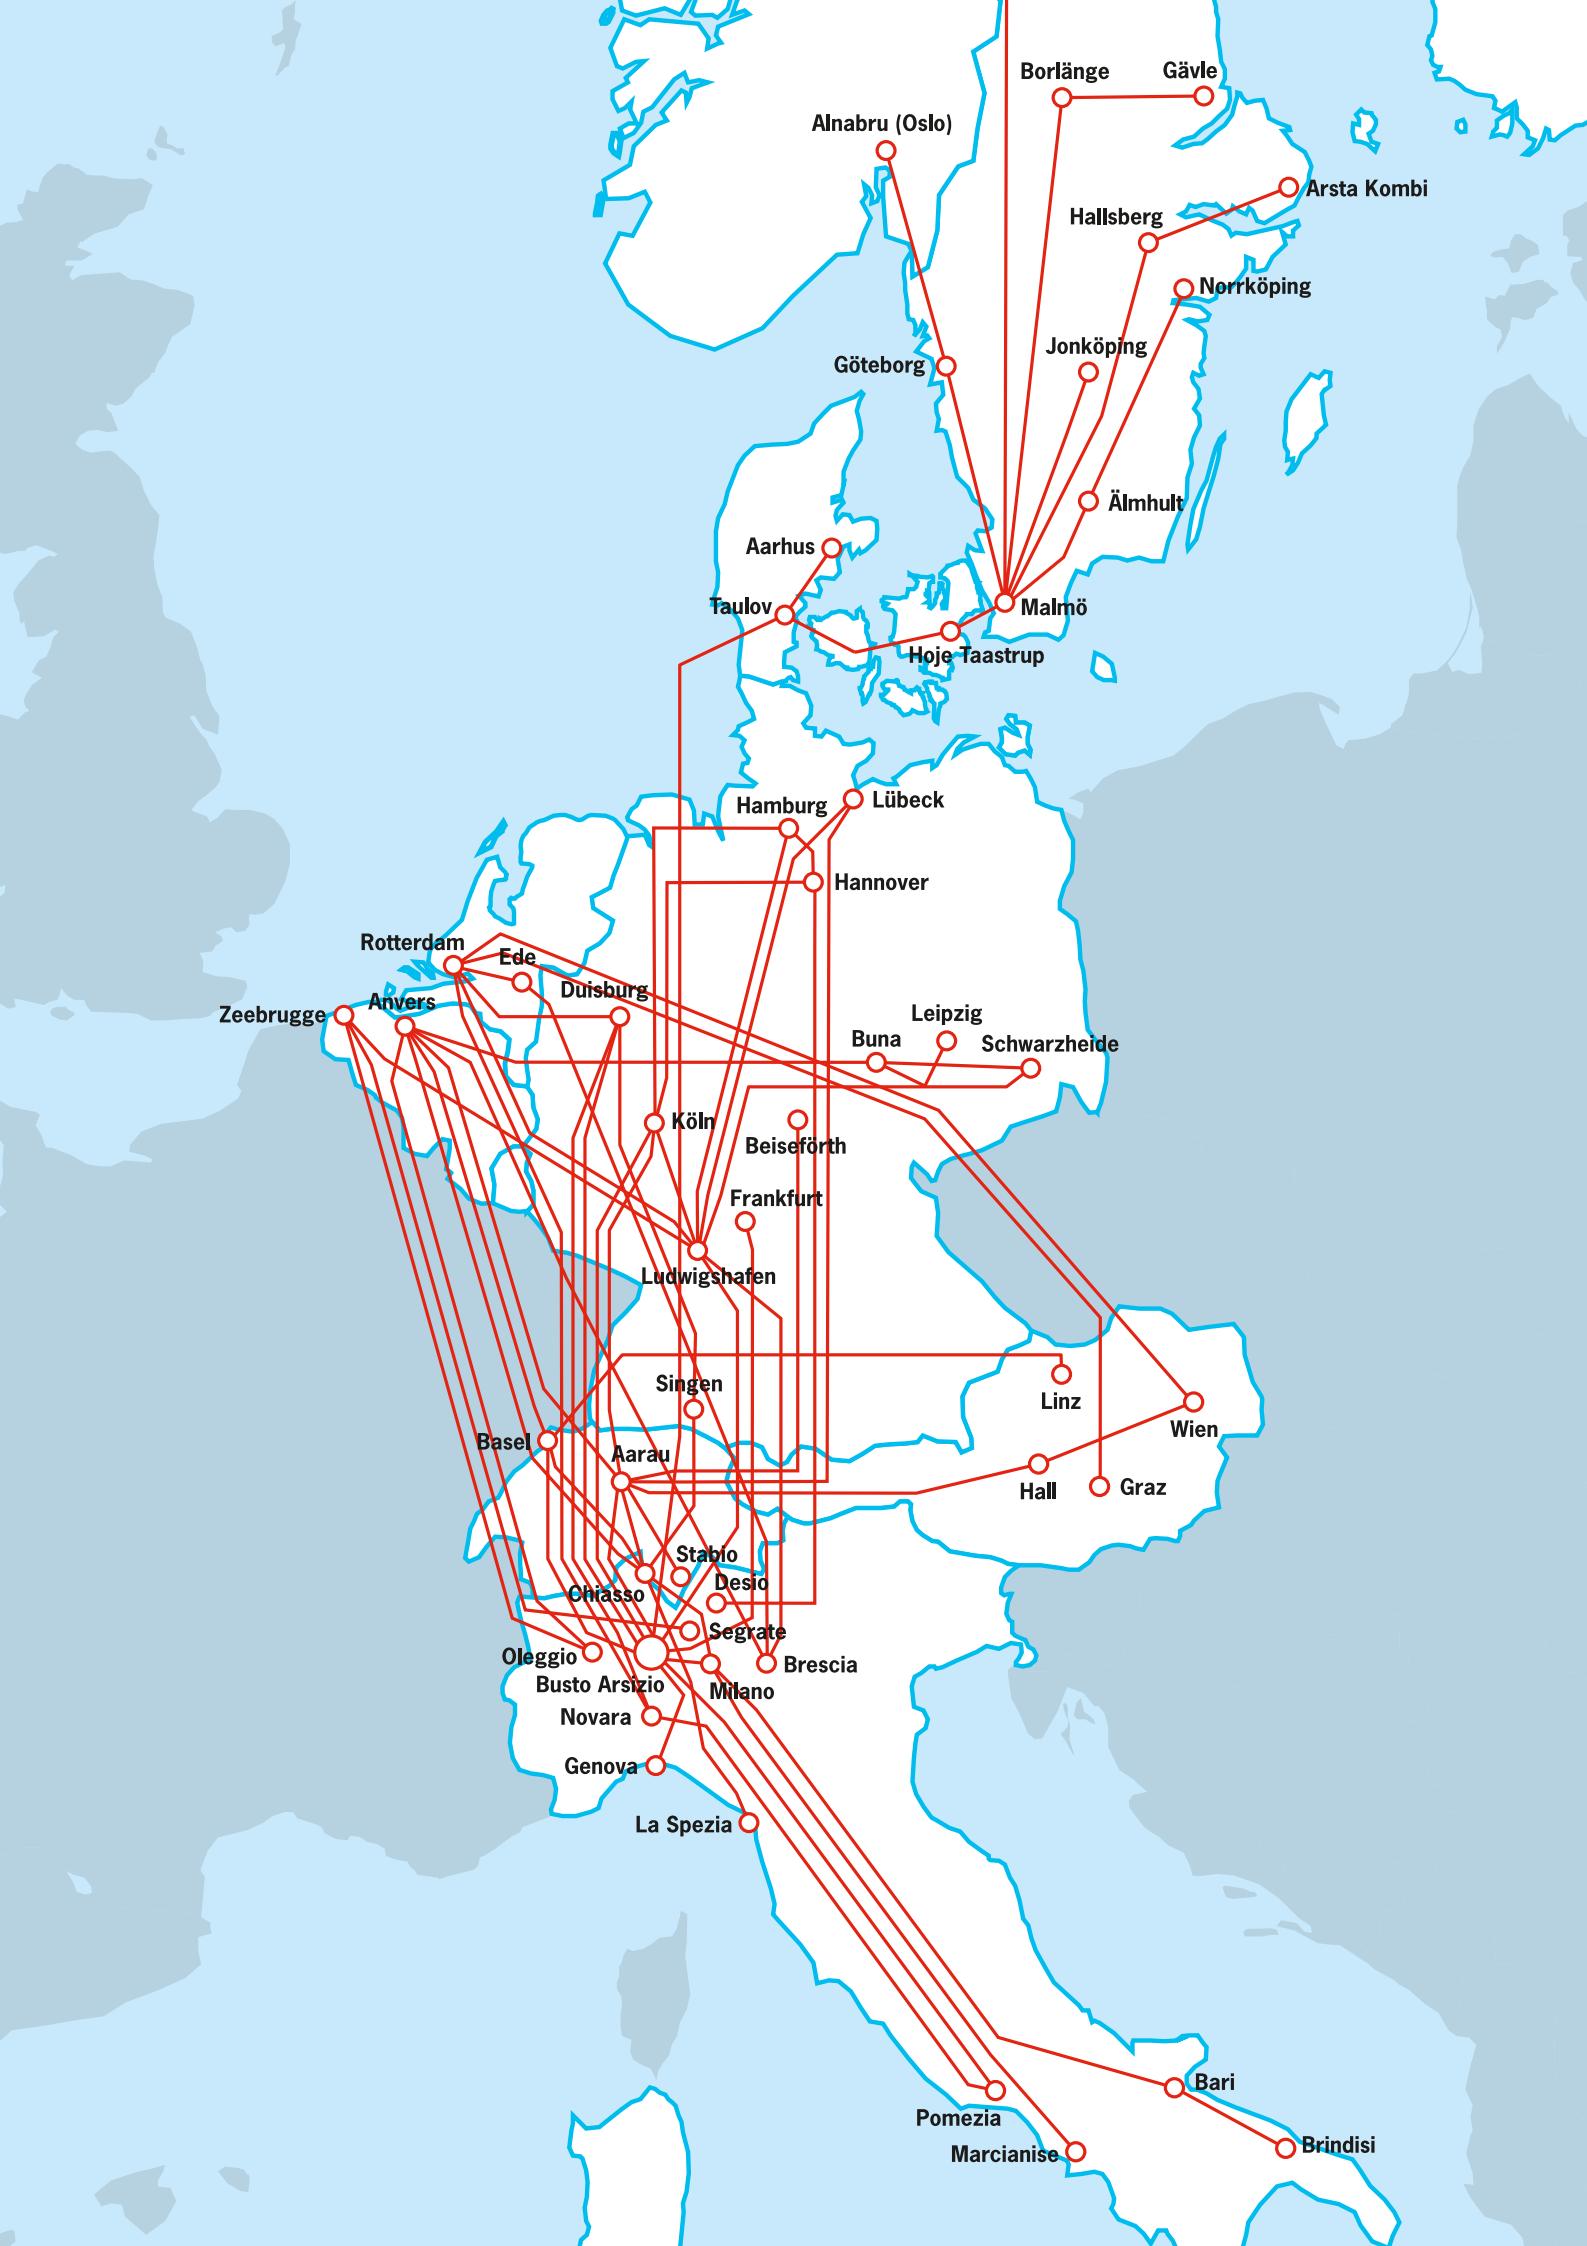 Borlänge
Gävle
Alnabru (Oslo)
Arsta Kombi
Hallsberg
Norrköping
Jonköping
Göteborg
Älmhult
Aarhus
Taulov
Malmö
Hoje Taastrup
Hamburg
Lübeck
Hannover
Rotterdam
Ede
Duisburg
Anvers
Zeebrugge
Leipzig
Buna
Schwarzheide
Köln
Beiseförth
Frankfurt
Ludwigshafen
Singen
Linz
Wien
Basel
Aarau
Hall
Graz
Stabio
Chiasso
Desio
Segrate
Oleggio
Brescia
Busto Arsizio
Milano
Novara
Genova
La Spezia
Bari
Pomezia
Marcianise
Brindisi